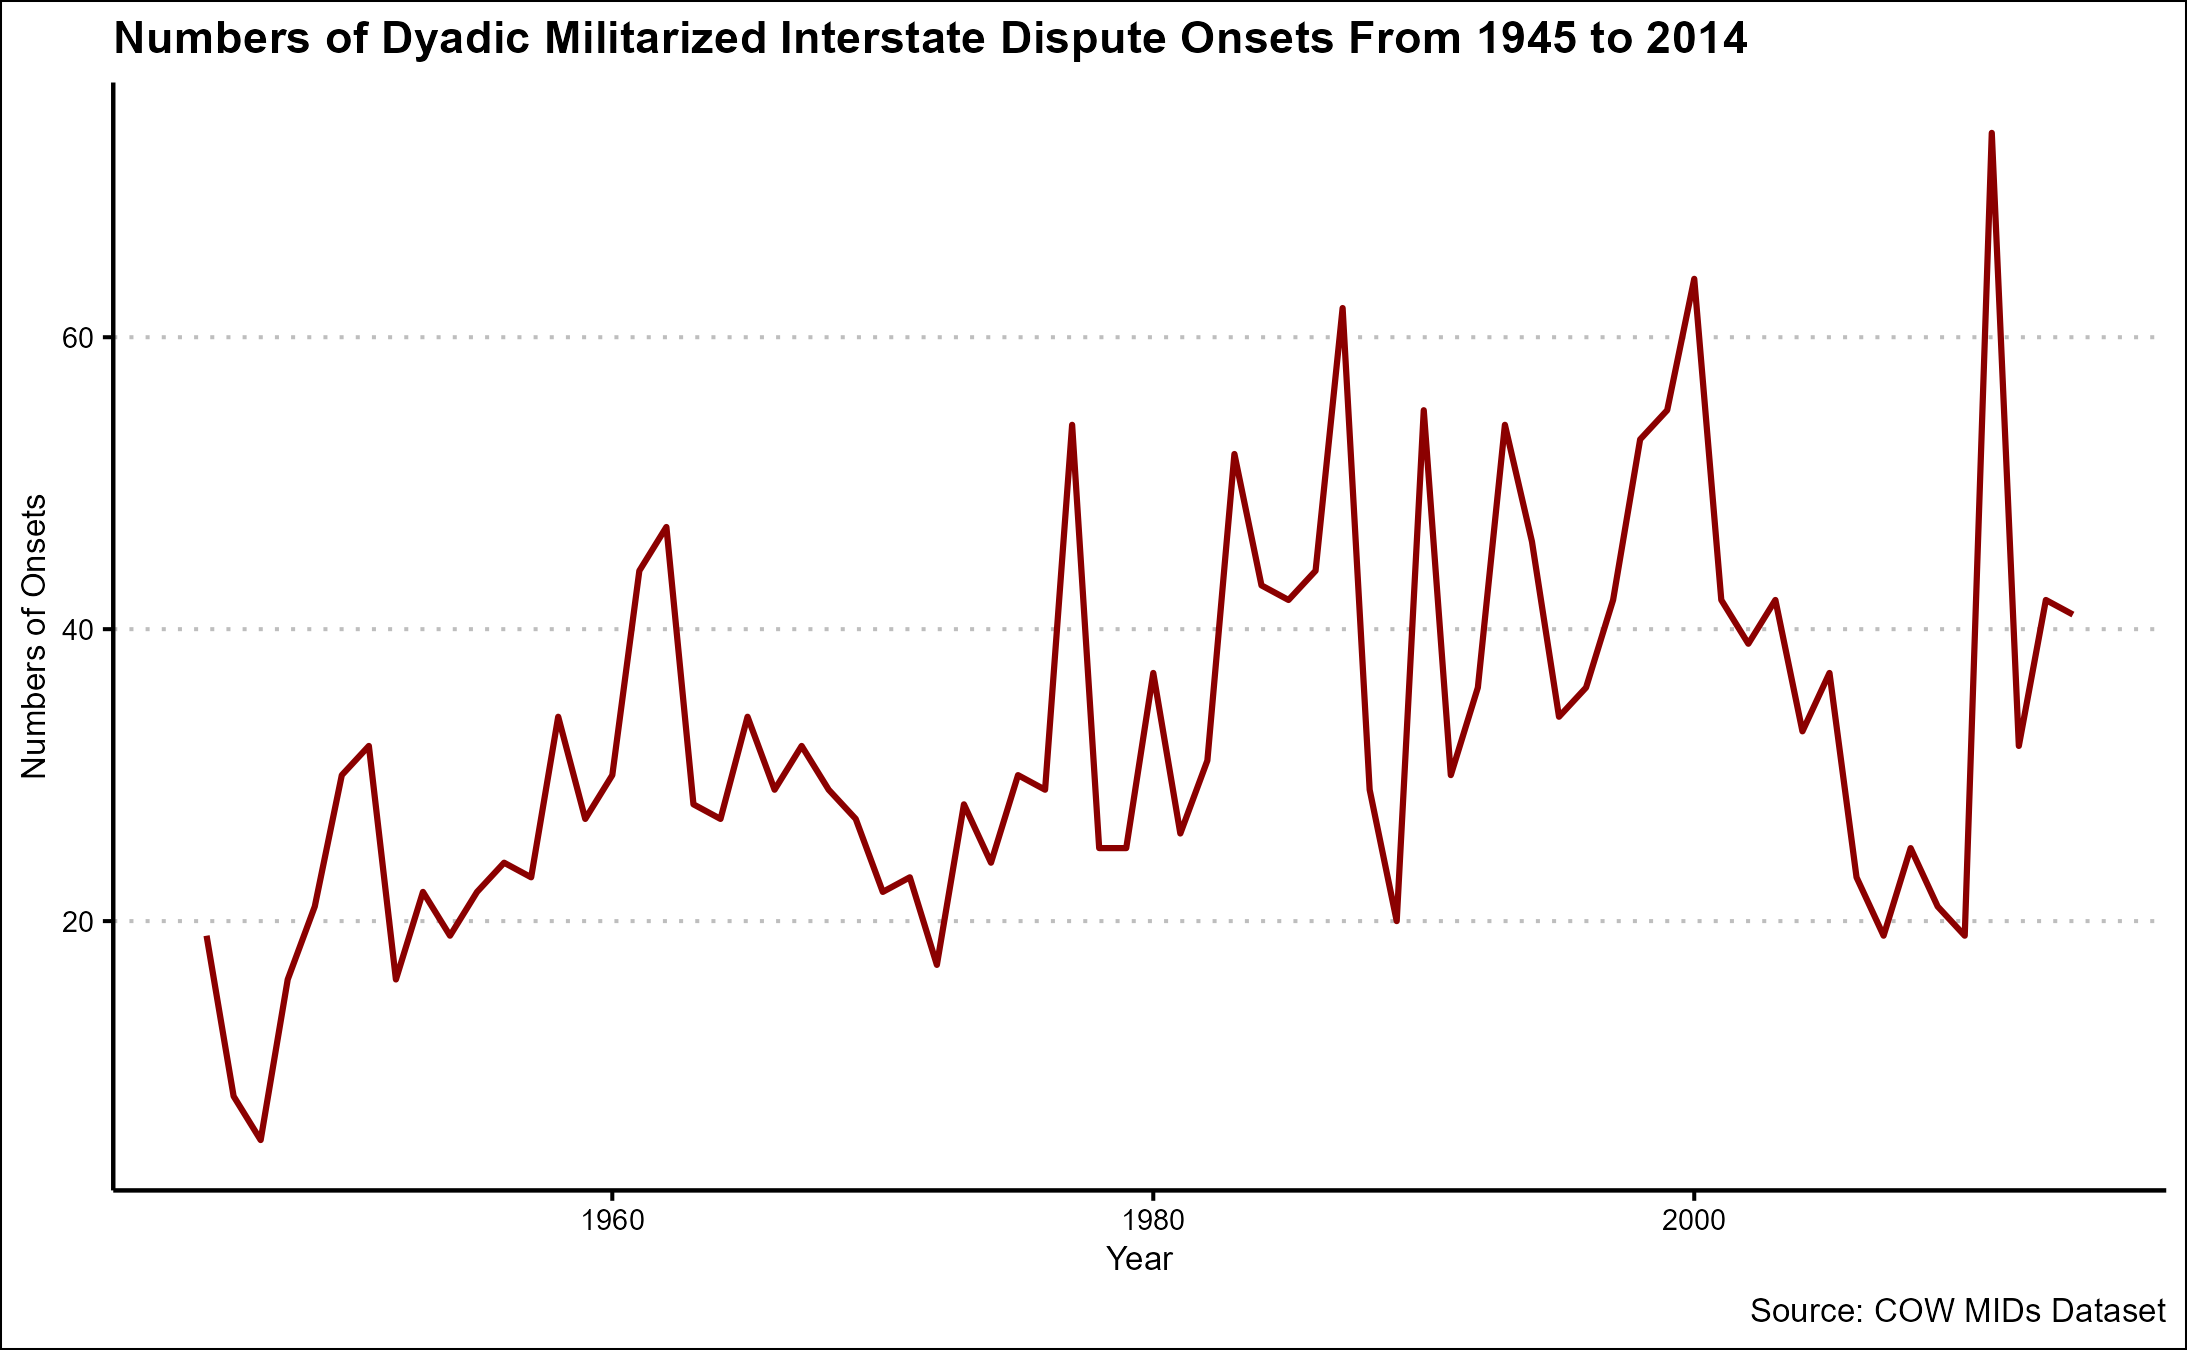 Numbers of Dyadic Militarized Interstate Dispute Onsets From 1945 to 2014
Numbers of Onsets
60
40
20
1960
1980
2000
Year
Source: COW MIDs Dataset